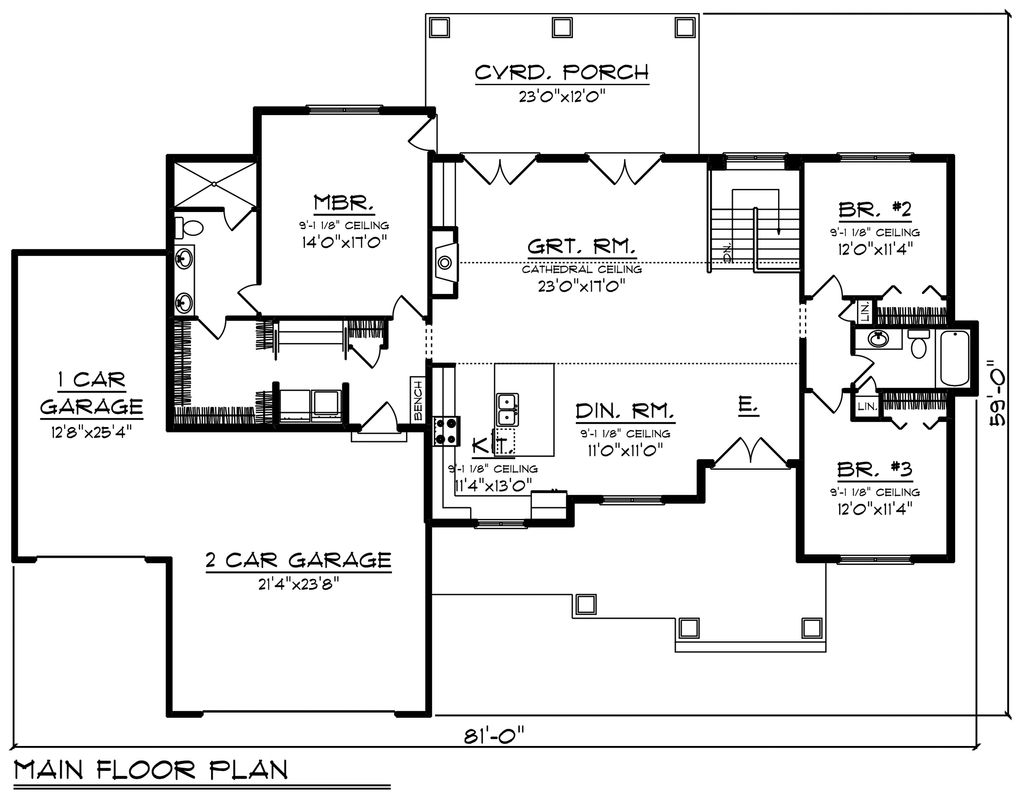 CVRD. PORCH
23'0"x12'0"
MBR.
9'-1 1/8" CEILING
14'0"x17'0"
GRT. RM.
CATHEDRAL CEILING
23'0"x17'0"
DN.
BR. #2
9'-1 1/8" CEILING
12'0"x11'4"
LIN.
1 CAR
GARAGE
12'8"x25'4"
BENCH
KIT.
9'-1 1/8" CEILING
11'4"x13'0"
DIN. RM.
9'-1 1/8" CEILING
11'0"x11'0"
E.
LIN.
BR. #3
9'-1 1/8" CEILING
12'0"x11'4"
59'-0"
2 CAR GARAGE
21'4"x23'8"
81'-0"
MAIN FLOOR PLAN